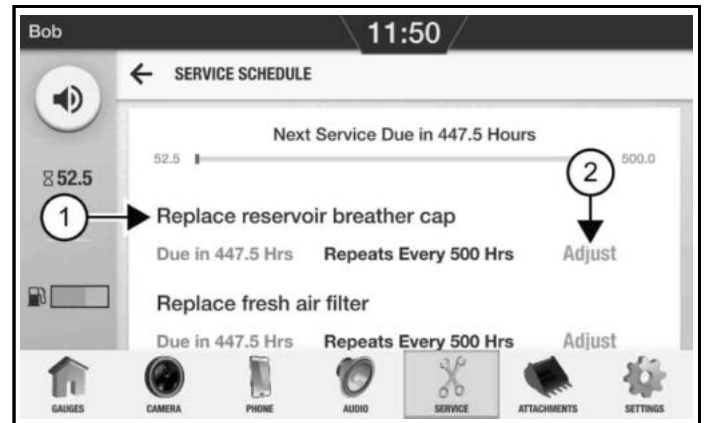 Bob
11:50
SERVICE SCHEDULE
Next Service Due in 447.5 Hours
52.5
500.0
2
52.5
1
Replace reservoir breather cap
Due in 447.5 Hrs Repeats Every 500 Hrs Adjust
Replace fresh air filter
Due in 447.5 Hrs Repeats Every 500 Hrs Adjust
GAUGES CAMERA PHONE AUDIO SERVICE ATTACHMENTS SETTINGS